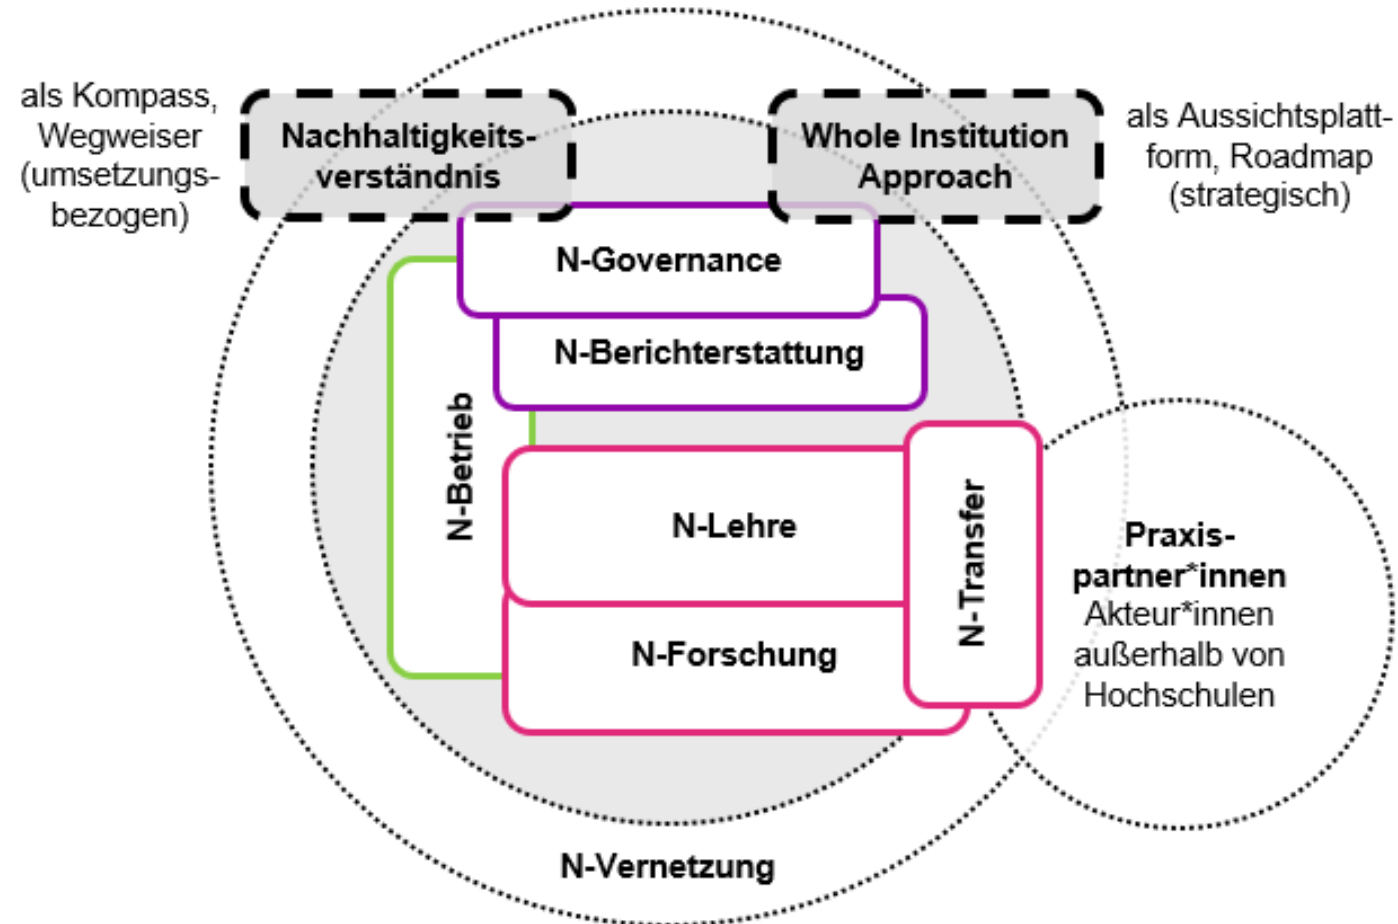 als Kompass,
Wegweiser
(umsetzungs-
bezogen)
Nachhaltigkeits-
verständnis
Whole Institution
Approach
als Aussichtsplatt-
form, Roadmap
(strategisch)
N-Governance
N-Berichterstattung
N-Betrieb
N-Lehre
N-Forschung
N-Transfer
Praxis-
partner*innen
Akteur*innen
außerhalb von
Hochschulen
N-Vernetzung